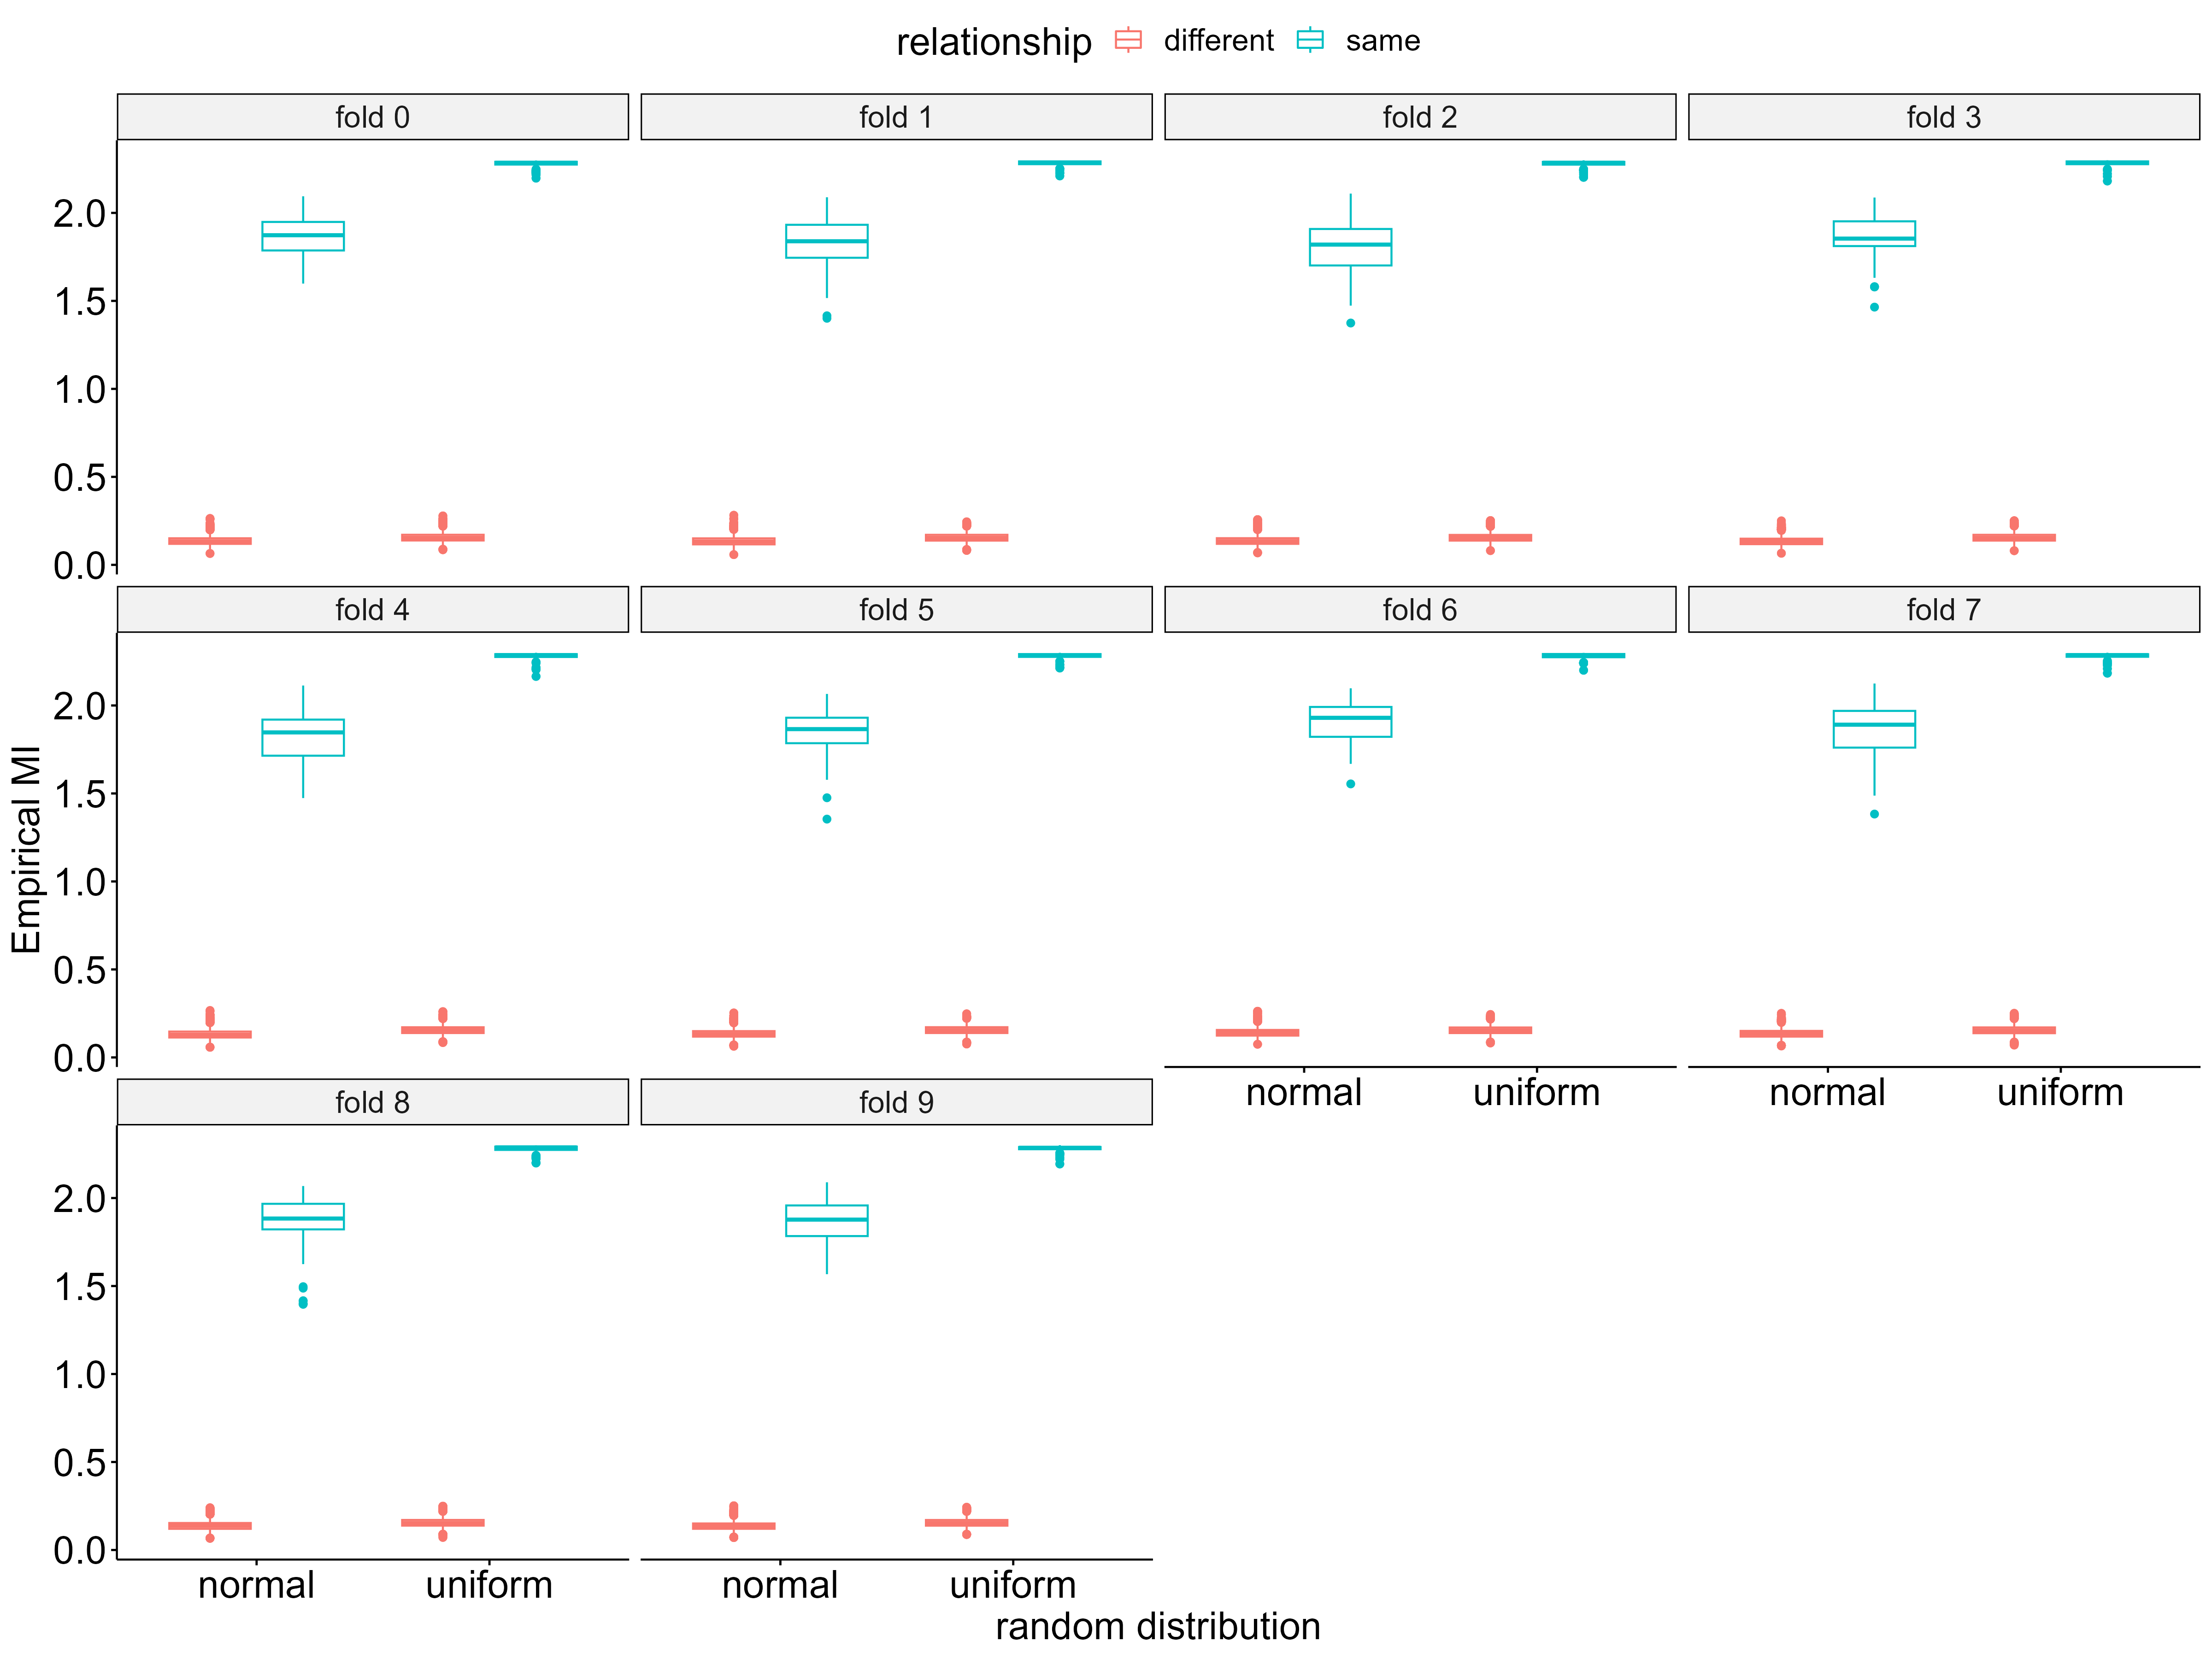 relationship different same
fold 0 fold 1 fold 2 fold 3
2.0
1.5
1.0
0.5
0.0
fold 4 fold 5 fold 6 fold 7
2.0
1.5
1.0
0.5
0.0
Empirical MI
normal uniform normal uniform
fold 8 fold 9
2.0
1.5
1.0
0.5
0.0
normal uniform normal uniform
random distribution